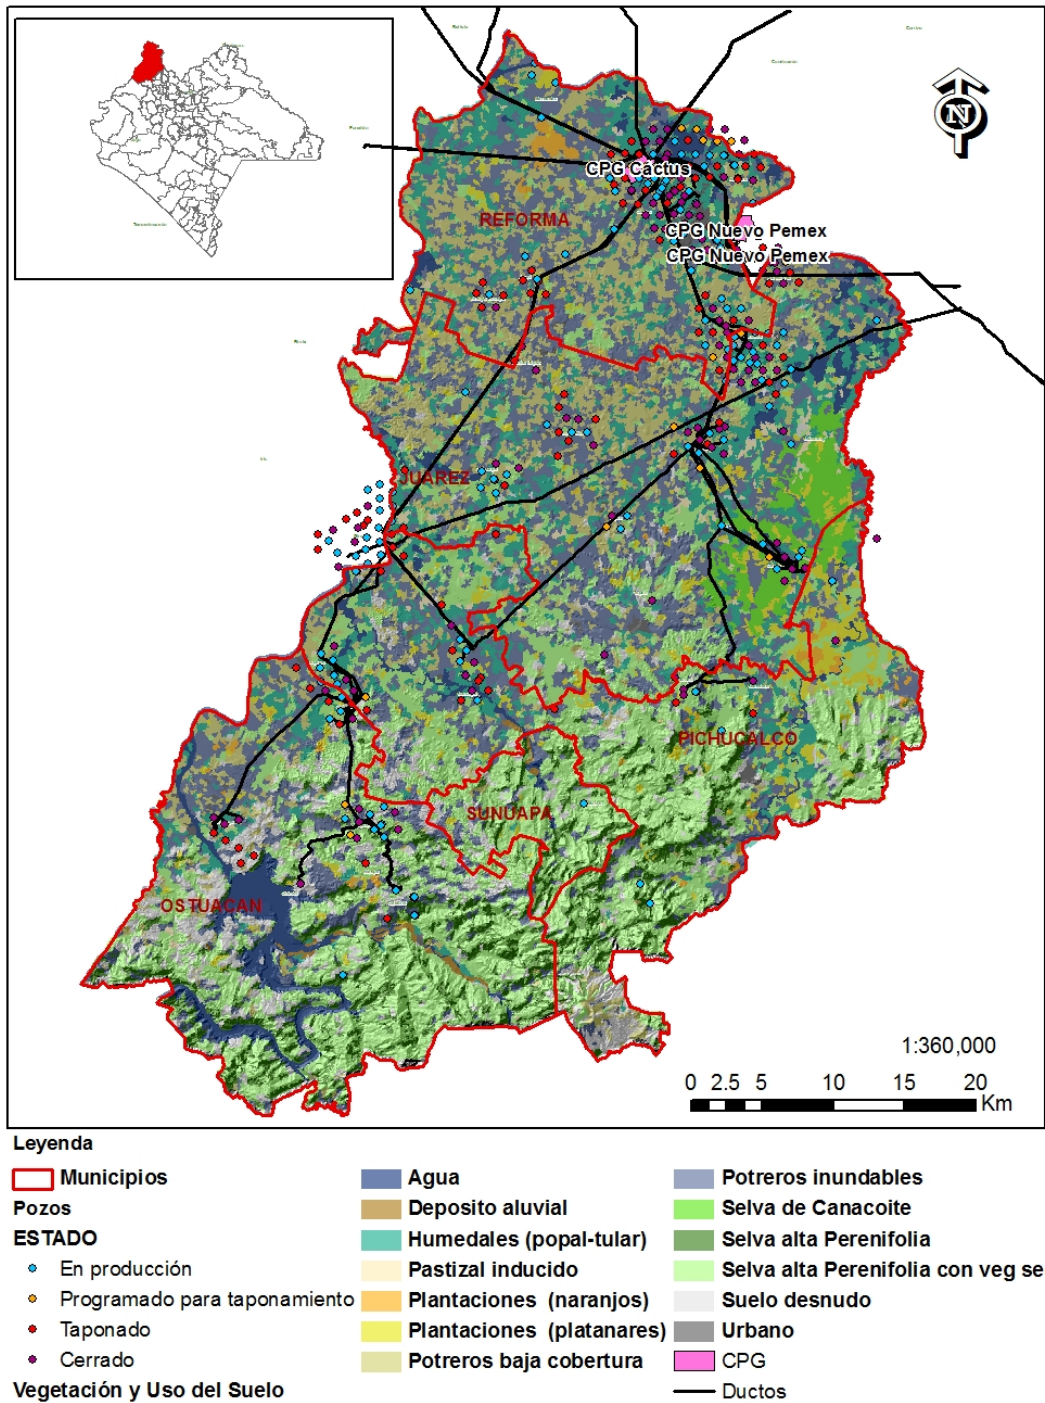 N
CPG Cactus
REFORMA
CPG Nuevo Pemex
CPG Nuevo Pemex
JUAREZ
PICHUCALCO
SUNUAPA
OSTUACAN
1:360,000
0 2.5 5 10 15 20
Km
Leyenda
Municipios
Pozos
ESTADO
En producción
Programado para taponamiento
Taponado
Cerrado
Vegetación y Uso del Suelo
Agua
Deposito aluvial
Humedales (popal-tular)
Pastizal inducido
Plantaciones (naranjos)
Plantaciones (platanares)
Potreros baja cobertura
Potreros inundables
Selva de Canacoite
Selva alta Perenifolia
Selva alta Perenifolia con veg se
Suelo desnudo
Urbano
CPG
Ductos